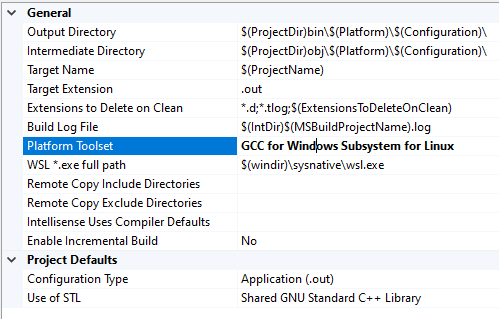 General
Output Directory $(ProjectDir)bin\$(Platform)\$(Configuration)\
Intermediate Directory $(ProjectDir)obj\$(Platform)\$(Configuration)\
Target Name $(ProjectName)
Target Extension .out
Extensions to Delete on Clean *.d;*.tlog;$(ExtensionsToDeleteOnClean)
Build Log File $(IntDir)$(MSBuildProjectName).log
Platform Toolset GCC for Windows Subsystem for Linux
WSL *.exe full path $(windir)\sysnative\wsl.exe
Remote Copy Include Directories
Remote Copy Exclude Directories
Intellisense Uses Compiler Defaults
Enable Incremental Build No
Project Defaults
Configuration Type Application (.out)
Use of STL Shared GNU Standard C++ Library